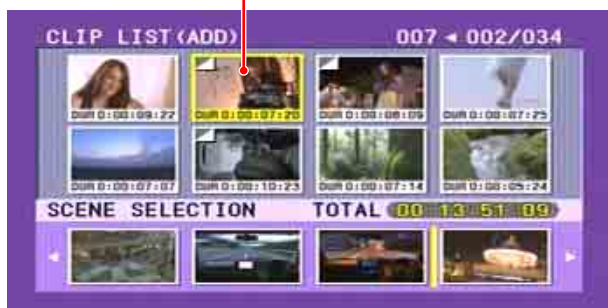 CLIP LIST(ADD) 007 ◄ 002/034
DUR 0:00:09:22 DUR 0:00:07:20 DUR 0:00:08:09 DUR 0:00:07:25
DUR 0:00:07:07 DUR 0:00:10:23 DUR 0:00:07:14 DUR 0:00:05:24
SCENE SELECTION TOTAL 00:13:51:09